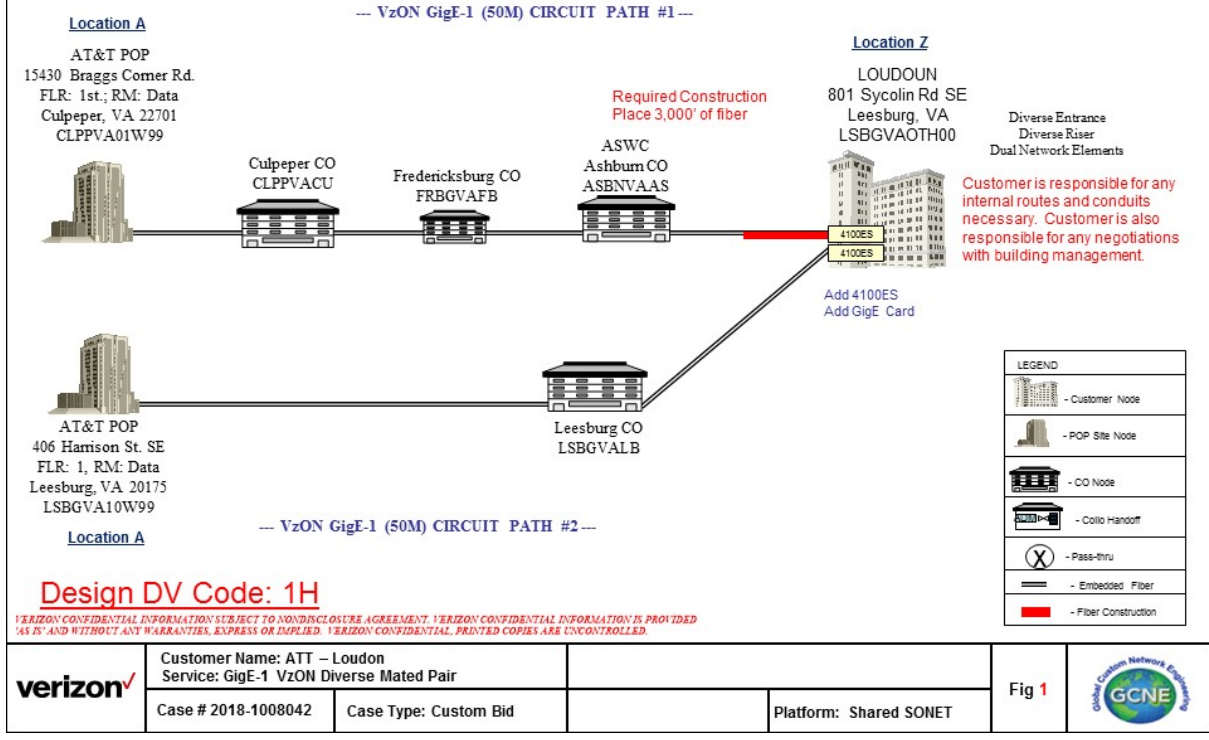 --- VzON GigE-1 (50M) CIRCUIT PATH #1 ---
Location A
AT&T POP
15430 Braggs Corner Rd.
FLR: 1st.; RM: Data
Culpeper, VA 22701
CLPPVA01W99
Culpeper CO
CLPPVACU
Fredericksburg CO
FRBGVAFB
Required Construction
Place 3,000' of fiber
ASWC
Ashburn CO
ASBNVAAS
Location Z
LOUDOUN
801 Sycolin Rd SE
Leesburg, VA
LSBGVAOTH00
Diverse Entrance
Diverse Riser
Dual Network Elements
Customer is responsible for any
internal routes and conduits
necessary. Customer is also
responsible for any negotiations
with building management.
4100ES
4100ES
Add 4100ES
Add GigE Card
AT&T POP
406 Harrison St. SE
FLR: 1, RM: Data
Leesburg, VA 20175
LSBGVA10W99
Location A
Leesburg CO
LSBGVALB
--- VzON GigE-1 (50M) CIRCUIT PATH #2 ---
LEGEND
- Customer Node
- POP Site Node
- CO Node
- Collo Handoff
X
- Pass-thru
- Embedded Fiber
- Fiber Construction
Design DV Code: 1H
VERIZON CONFIDENTIAL INFORMATION SUBJECT TO NONDISCLOSURE AGREEMENT. VERIZON CONFIDENTIAL INFORMATION IS PROVIDED
'AS IS' AND WITHOUT ANY WARRANTIES, EXPRESS OR IMPLIED. VERIZON CONFIDENTIAL, PRINTED COPIES ARE UNCONTROLLED.
verizon
Customer Name: ATT – Loudon
Service: GigE-1 VzON Diverse Mated Pair
Case # 2018-1008042
Case Type: Custom Bid
Platform: Shared SONET
Fig 1
Global Custom Network Engineering
GCNE